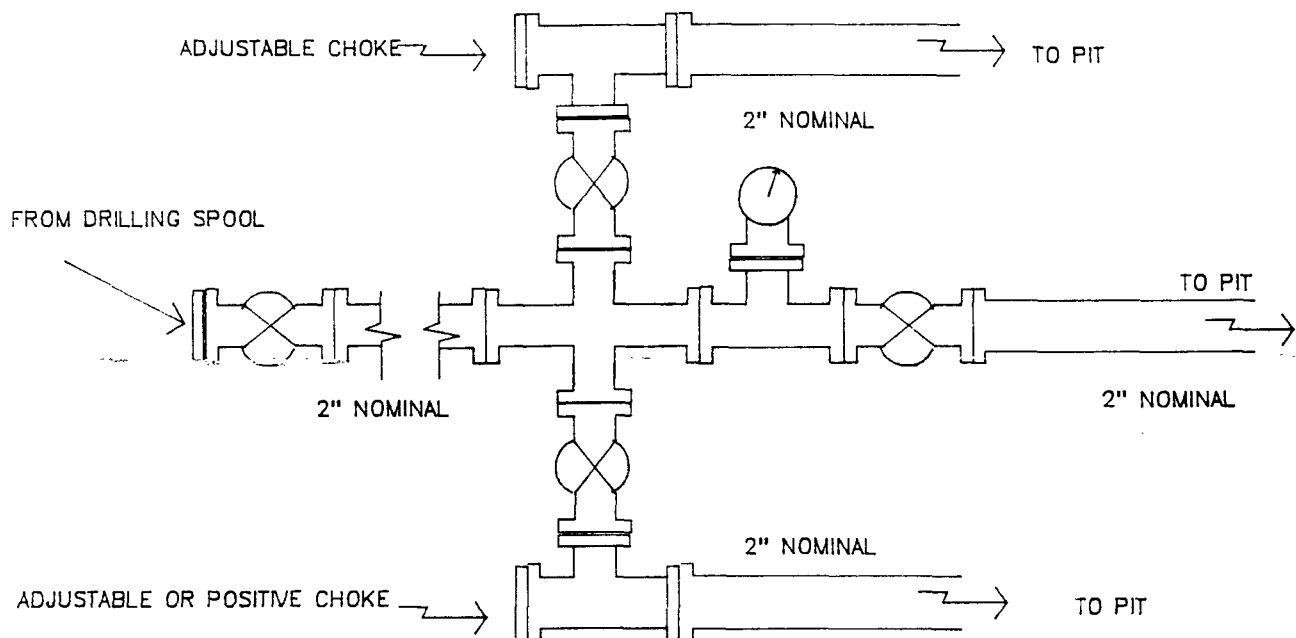 ADJUSTABLE CHOKE
TO PIT
2" NOMINAL
FROM DRILLING SPOOL
TO PIT
2" NOMINAL
2" NOMINAL
2" NOMINAL
ADJUSTABLE OR POSITIVE CHOKE
TO PIT